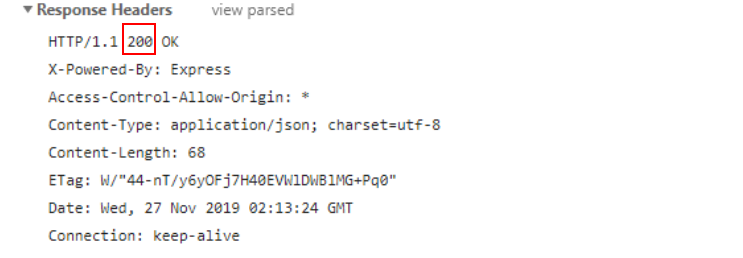 ▼ Response Headers view parsed
HTTP/1.1 200 OK
X-Powered-By: Express
Access-Control-Allow-Origin: *
Content-Type: application/json; charset=utf-8
Content-Length: 68
ETag: W/"44-nT/y6yOFj7H40EVWlDWBlMG+Pq0"
Date: Wed, 27 Nov 2019 02:13:24 GMT
Connection: keep-alive